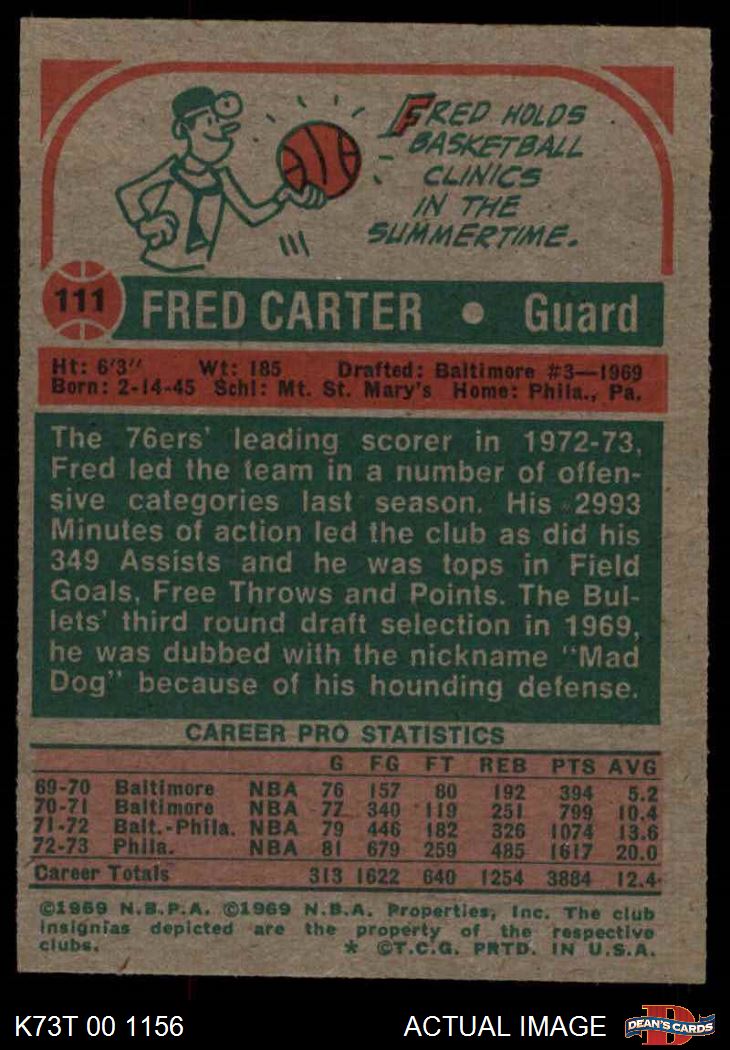 FRED HOLDS
BASKETBALL
CLINICS
IN THE
SUMMERTIME.
111 FRED CARTER • Guard
Ht: 6'3" Wt: 185 Drafted: Baltimore #3—1969
Born: 2-14-45 Schl: Mt. St. Mary's Home: Phila., Pa.
The 76ers' leading scorer in 1972-73,
Fred led the team in a number of offen-
sive categories last season. His 2993
Minutes of action led the club as did his
349 Assists and he was tops in Field
Goals, Free Throws and Points. The Bul-
lets' third round draft selection in 1969,
he was dubbed with the nickname "Mad
Dog" because of his hounding defense.
CAREER PRO STATISTICS
G FG FT REB PTS AVG
69-70 Baltimore NBA 76 157 80 192 394 5.2
70-71 Baltimore NBA 77 340 119 251 799 10.4
71-72 Balt.-Phila. NBA 79 446 182 326 1074 13.6
72-73 Phila. NBA 81 679 259 485 1617 20.0
Career Totals 313 1622 640 1254 3884 12.4
©1969 N.B.P.A. ©1969 N.B.A. Properties, Inc. The club
insignias depicted are the property of the respective
clubs. * ©T.C.G. PRTD. IN U.S.A.
K73T 00 1156 ACTUAL IMAGE D DEAN'S CARDS